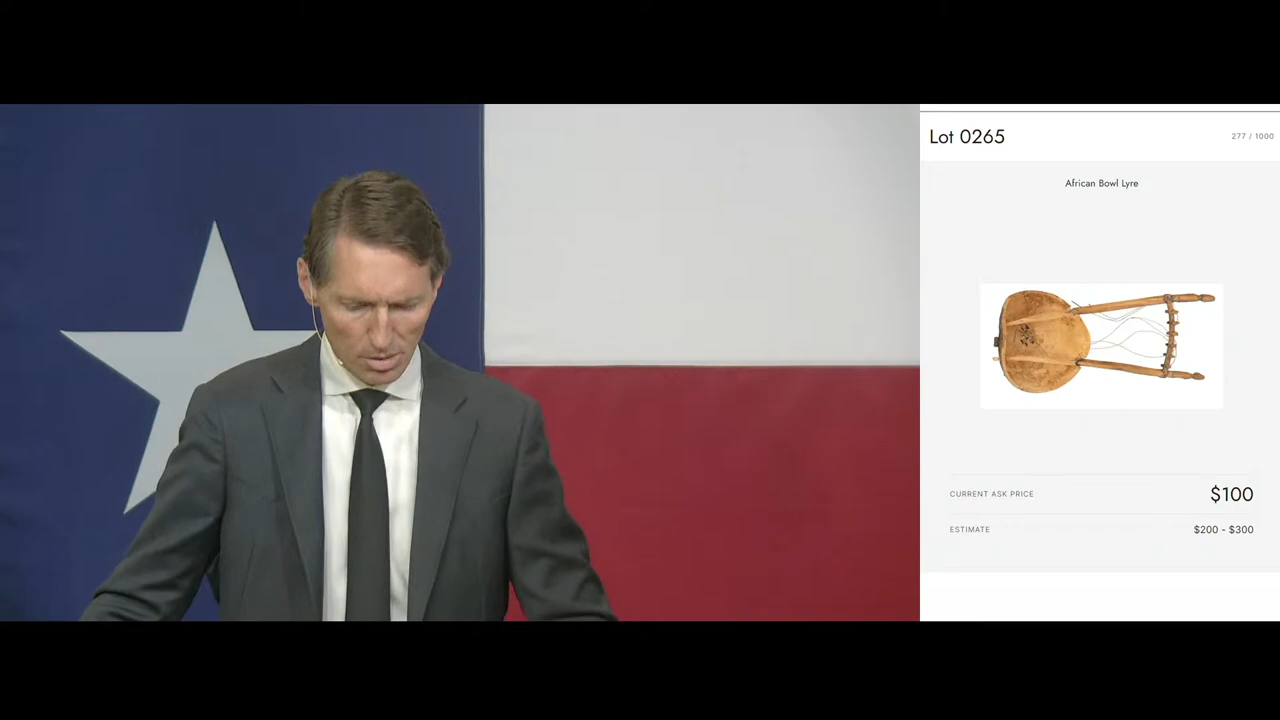 Lot 0265
277 / 1000
African Bowl Lyre
CURRENT ASK PRICE
$100
ESTIMATE
$200 - $300